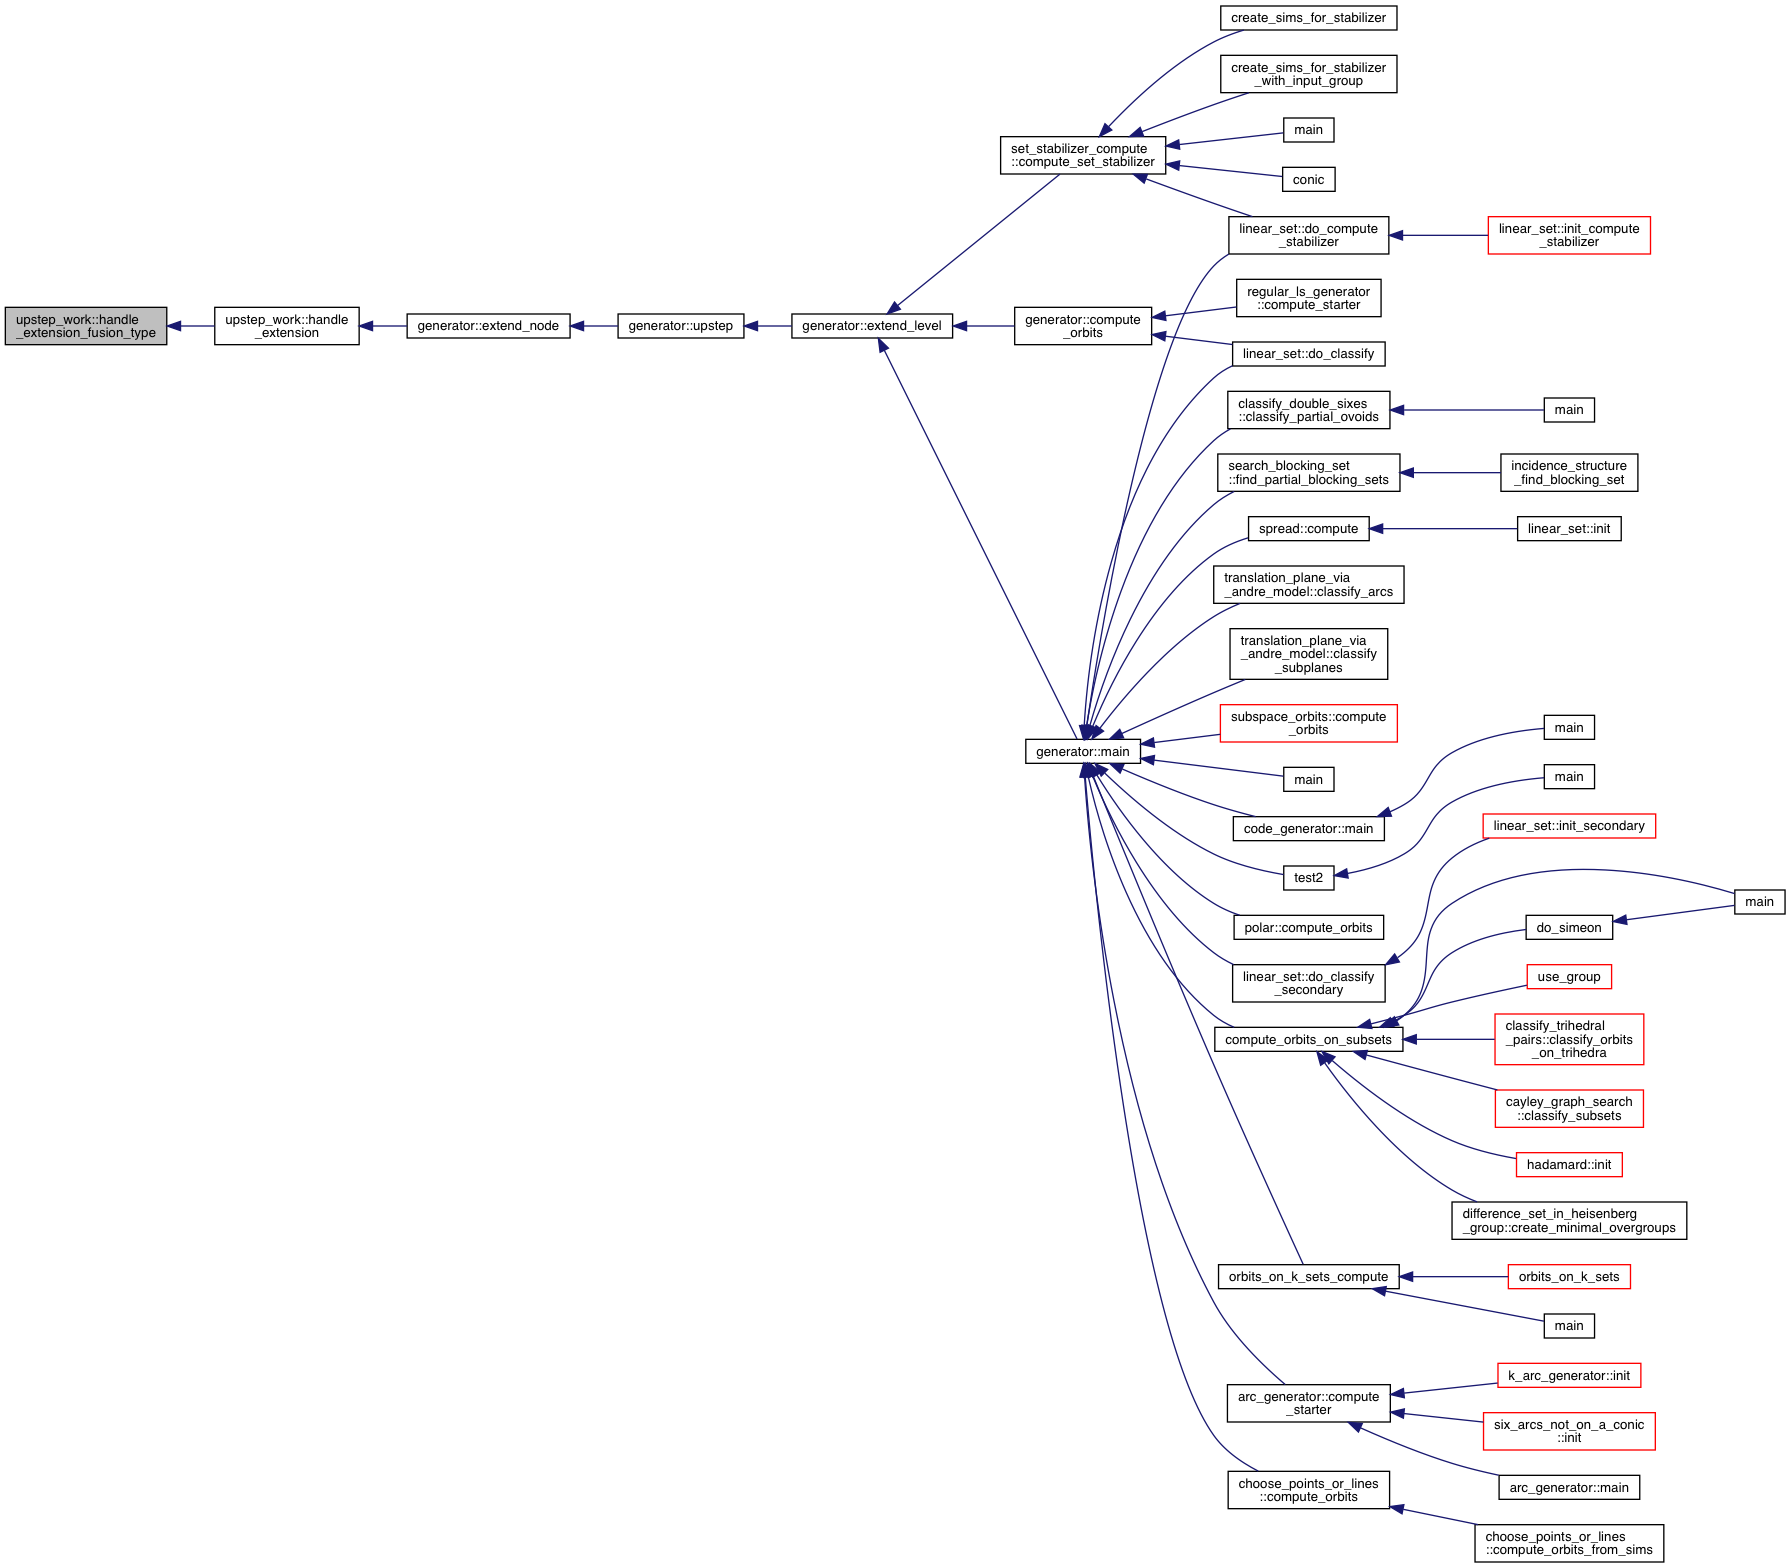 create_sims_for_stabilizer
create_sims_for_stabilizer
_with_input_group
main
set_stabilizer_compute
::compute_set_stabilizer
conic
linear_set::do_compute
_stabilizer
linear_set::init_compute
_stabilizer
regular_ls_generator
::compute_starter
upstep_work::handle
_extension_fusion_type
upstep_work::handle
_extension
generator::extend_node
generator::upstep
generator::extend_level
generator::compute
_orbits
linear_set::do_classify
classify_double_sixes
::classify_partial_ovoids
main
search_blocking_set
::find_partial_blocking_sets
incidence_structure
_find_blocking_set
spread::compute
linear_set::init
translation_plane_via
_andre_model::classify_arcs
translation_plane_via
_andre_model::classify
_subplanes
subspace_orbits::compute
_orbits
main
generator::main
main
main
code_generator::main
linear_set::init_secondary
test2
main
polar::compute_orbits
do_simeon
linear_set::do_classify
_secondary
use_group
compute_orbits_on_subsets
classify_trihedral
_pairs::classify_orbits
_on_trihedra
cayley_graph_search
::classify_subsets
hadamard::init
difference_set_in_heisenberg
_group::create_minimal_overgroups
orbits_on_k_sets_compute
orbits_on_k_sets
main
k_arc_generator::init
arc_generator::compute
_starter
six_arcs_not_on_a_conic
::init
arc_generator::main
choose_points_or_lines
::compute_orbits
choose_points_or_lines
::compute_orbits_from_sims